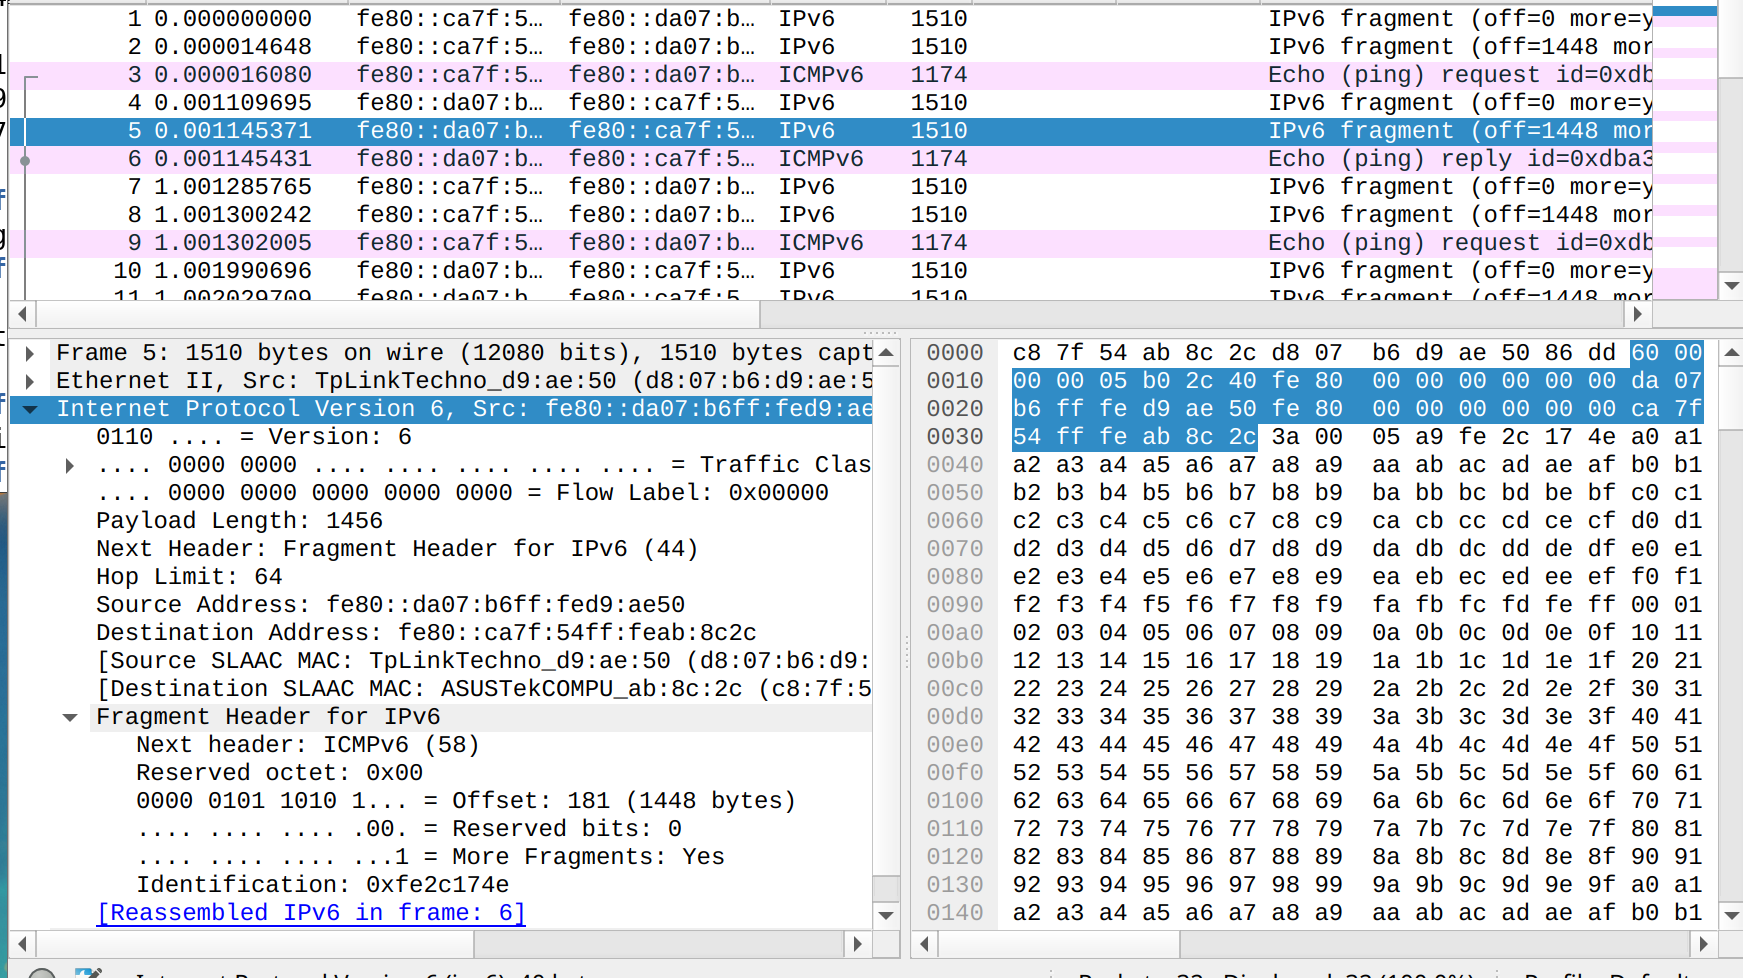 1 0.000000000 fe80::ca7f:5… fe80::da07:b… IPv6 1510 IPv6 fragment (off=0 more=y
2 0.000014648 fe80::ca7f:5… fe80::da07:b… IPv6 1510 IPv6 fragment (off=1448 mor
3 0.000016080 fe80::ca7f:5… fe80::da07:b… ICMPv6 1174 Echo (ping) request id=0xdb
4 0.001109695 fe80::da07:b… fe80::ca7f:5… IPv6 1510 IPv6 fragment (off=0 more=y
5 0.001145371 fe80::da07:b… fe80::ca7f:5… IPv6 1510 IPv6 fragment (off=1448 mor
6 0.001145431 fe80::da07:b… fe80::ca7f:5… ICMPv6 1174 Echo (ping) reply id=0xdba3
7 1.001285765 fe80::ca7f:5… fe80::da07:b… IPv6 1510 IPv6 fragment (off=0 more=y
8 1.001300242 fe80::ca7f:5… fe80::da07:b… IPv6 1510 IPv6 fragment (off=1448 mor
9 1.001302005 fe80::ca7f:5… fe80::da07:b… ICMPv6 1174 Echo (ping) request id=0xdb
10 1.001990696 fe80::da07:b… fe80::ca7f:5… IPv6 1510 IPv6 fragment (off=0 more=y
11 1.002029709 fe80::da07:b fe80::ca7f:5 IPv6 1510 IPv6 fragment (off=1448 mor
Frame 5: 1510 bytes on wire (12080 bits), 1510 bytes capt
Ethernet II, Src: TpLinkTechno_d9:ae:50 (d8:07:b6:d9:ae:5
Internet Protocol Version 6, Src: fe80::da07:b6ff:fed9:ae
0110 .... = Version: 6
.... 0000 0000 .... .... .... .... .... = Traffic Clas
.... 0000 0000 0000 0000 0000 = Flow Label: 0x00000
Payload Length: 1456
Next Header: Fragment Header for IPv6 (44)
Hop Limit: 64
Source Address: fe80::da07:b6ff:fed9:ae50
Destination Address: fe80::ca7f:54ff:feab:8c2c
[Source SLAAC MAC: TpLinkTechno_d9:ae:50 (d8:07:b6:d9:
[Destination SLAAC MAC: ASUSTekCOMPU_ab:8c:2c (c8:7f:5
Fragment Header for IPv6
Next header: ICMPv6 (58)
Reserved octet: 0x00
0000 0101 1010 1... = Offset: 181 (1448 bytes)
.... .... .... .00. = Reserved bits: 0
.... .... .... ...1 = More Fragments: Yes
Identification: 0xfe2c174e
[Reassembled IPv6 in frame: 6]
0000 c8 7f 54 ab 8c 2c d8 07 b6 d9 ae 50 86 dd 60 00
0010 00 00 05 b0 2c 40 fe 80 00 00 00 00 00 00 da 07
0020 b6 ff fe d9 ae 50 fe 80 00 00 00 00 00 00 ca 7f
0030 54 ff fe ab 8c 2c 3a 00 05 a9 fe 2c 17 4e a0 a1
0040 a2 a3 a4 a5 a6 a7 a8 a9 aa ab ac ad ae af b0 b1
0050 b2 b3 b4 b5 b6 b7 b8 b9 ba bb bc bd be bf c0 c1
0060 c2 c3 c4 c5 c6 c7 c8 c9 ca cb cc cd ce cf d0 d1
0070 d2 d3 d4 d5 d6 d7 d8 d9 da db dc dd de df e0 e1
0080 e2 e3 e4 e5 e6 e7 e8 e9 ea eb ec ed ee ef f0 f1
0090 f2 f3 f4 f5 f6 f7 f8 f9 fa fb fc fd fe ff 00 01
00a0 02 03 04 05 06 07 08 09 0a 0b 0c 0d 0e 0f 10 11
00b0 12 13 14 15 16 17 18 19 1a 1b 1c 1d 1e 1f 20 21
00c0 22 23 24 25 26 27 28 29 2a 2b 2c 2d 2e 2f 30 31
00d0 32 33 34 35 36 37 38 39 3a 3b 3c 3d 3e 3f 40 41
00e0 42 43 44 45 46 47 48 49 4a 4b 4c 4d 4e 4f 50 51
00f0 52 53 54 55 56 57 58 59 5a 5b 5c 5d 5e 5f 60 61
0100 62 63 64 65 66 67 68 69 6a 6b 6c 6d 6e 6f 70 71
0110 72 73 74 75 76 77 78 79 7a 7b 7c 7d 7e 7f 80 81
0120 82 83 84 85 86 87 88 89 8a 8b 8c 8d 8e 8f 90 91
0130 92 93 94 95 96 97 98 99 9a 9b 9c 9d 9e 9f a0 a1
0140 a2 a3 a4 a5 a6 a7 a8 a9 aa ab ac ad ae af b0 b1